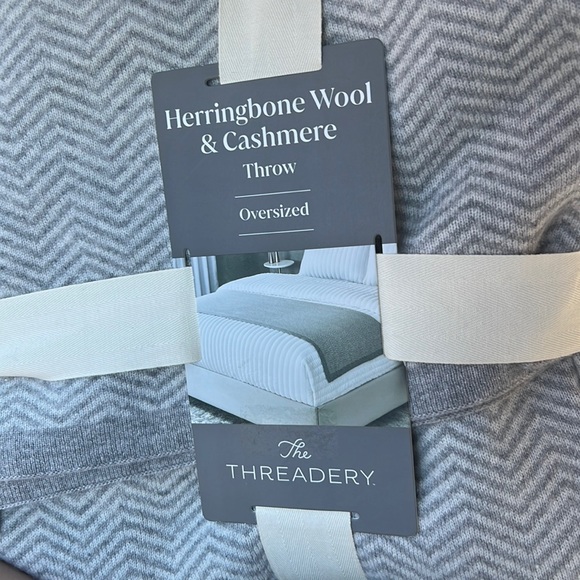 Herringbone Wool
& Cashmere
Throw
Oversized
The
THREADERY